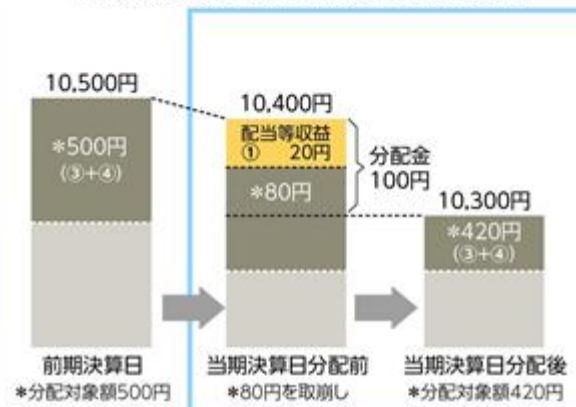 10,500円
*500円
(③+④)
10,400円
配当等収益
① 20円
*80円
分配金
100円
10,300円
*420円
(③+④)
前期決算日
*分配対象額500円
当期決算日分配前
*80円を取崩し
当期決算日分配後
*分配対象額420円